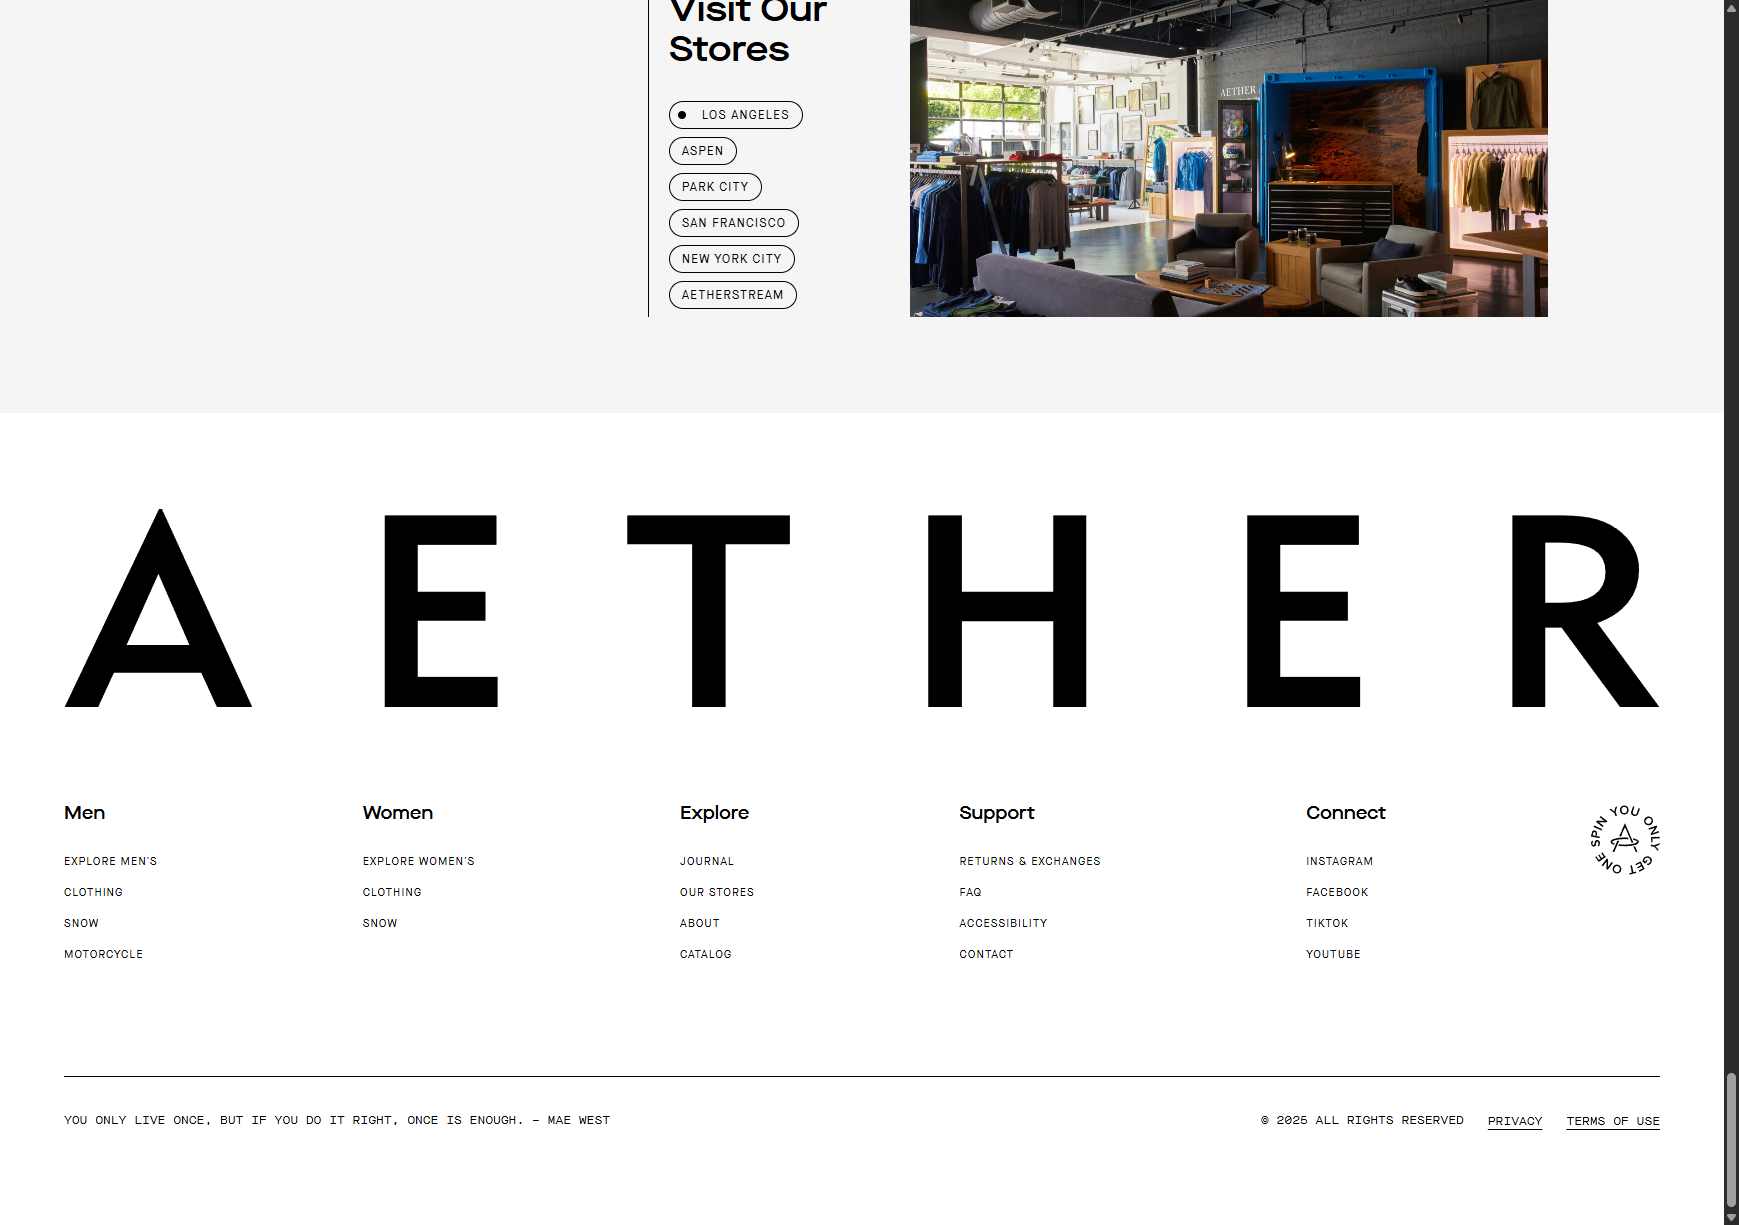 Visit Our
Stores
LOS ANGELES
ASPEN
PARK CITY
SAN FRANCISCO
NEW YORK CITY
AETHERSTREAM
AETHER
AETHER
Men
EXPLORE MEN'S
CLOTHING
SNOW
MOTORCYCLE
Women
EXPLORE WOMEN'S
CLOTHING
SNOW
Explore
JOURNAL
OUR STORES
ABOUT
CATALOG
Support
RETURNS & EXCHANGES
FAQ
ACCESSIBILITY
CONTACT
Connect
INSTAGRAM
FACEBOOK
TIKTOK
YOUTUBE
SPIN YOU ONLY GET ONE
YOU ONLY LIVE ONCE, BUT IF YOU DO IT RIGHT, ONCE IS ENOUGH. – MAE WEST
© 2025 ALL RIGHTS RESERVED PRIVACY TERMS OF USE